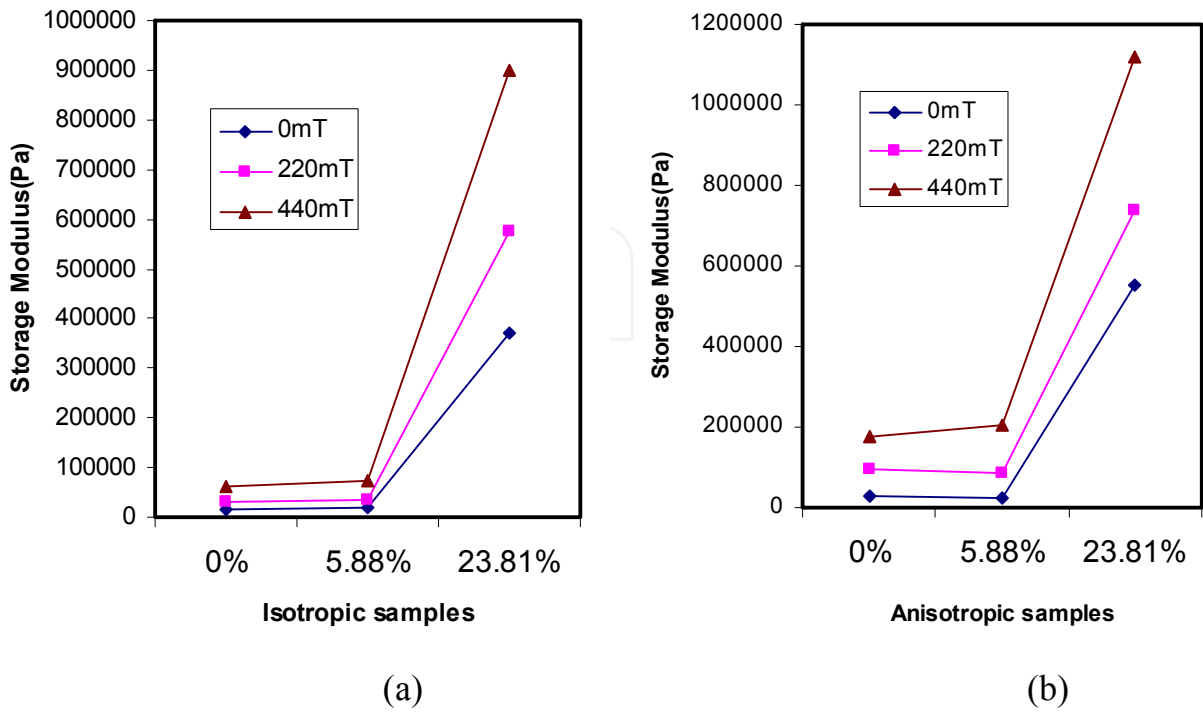 1000000
900000
800000
700000
600000
500000
400000
300000
200000
100000
0
Storage Modulus(Pa)
0mT
220mT
440mT
0%
5.88%
23.81%
Isotropic samples
(a)
1200000
1000000
800000
600000
400000
200000
0
Storage Modulus(Pa)
0mT
220mT
440mT
0%
5.88%
23.81%
Anisotropic samples
(b)